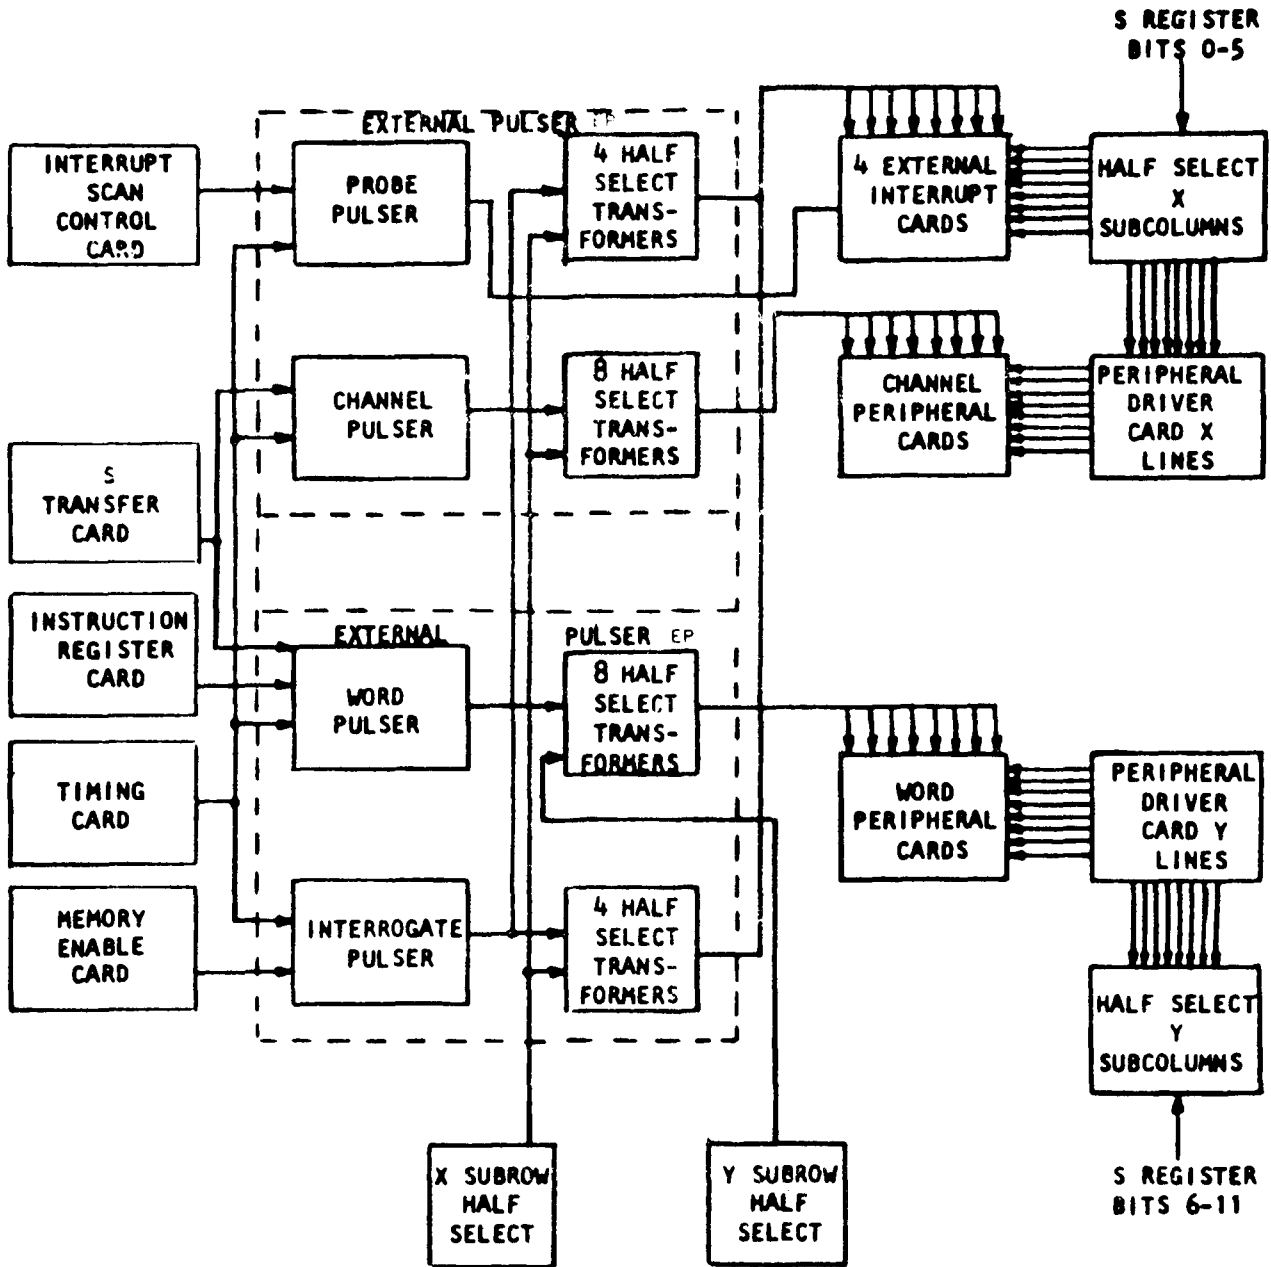 S REGISTER
BITS 0-5
EXTERNAL PULSER EP
INTERRUPT
SCAN
CONTROL
CARD
PROBE
PULSER
4 HALF
SELECT
TRANS-
FORMERS
4 EXTERNAL
INTERRUPT
CARDS
HALF SELECT
X
SUBCOLUMNS
CHANNEL
PULSER
8 HALF
SELECT
TRANS-
FORMERS
CHANNEL
PERIPHERAL
CARDS
PERIPHERAL
DRIVER
CARD X
LINES
S
TRANSFER
CARD
INSTRUCTION
REGISTER
CARD
EXTERNAL PULSER EP
WORD
PULSER
8 HALF
SELECT
TRANS-
FORMERS
TIMING
CARD
WORD
PERIPHERAL
CARDS
PERIPHERAL
DRIVER
CARD Y
LINES
MEMORY
ENABLE
CARD
INTERROGATE
PULSER
4 HALF
SELECT
TRANS-
FORMERS
HALF SELECT
Y
SUBCOLUMNS
X SUBROW
HALF
SELECT
Y SUBROW
HALF
SELECT
S REGISTER
BITS 6-11